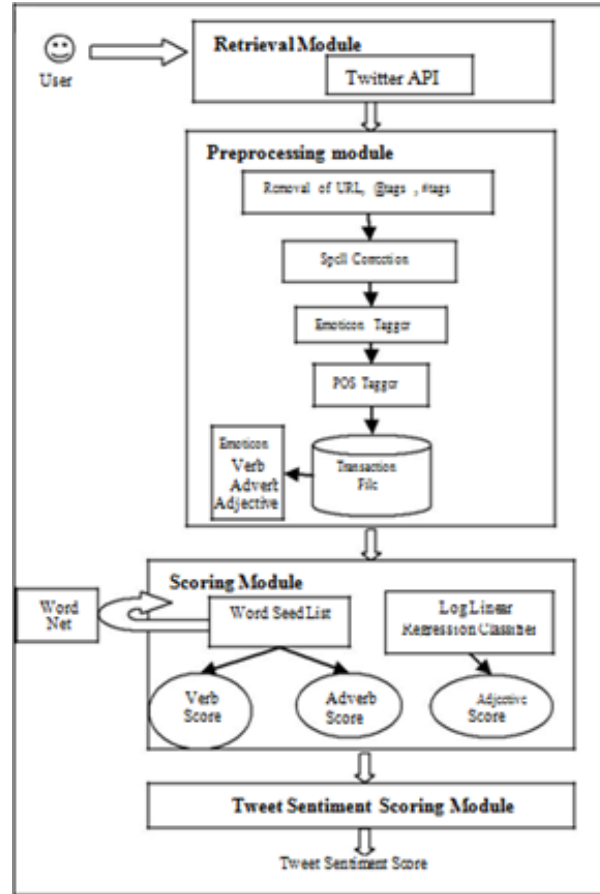 User
Retrieval Module
Twitter API
Preprocessing module
Removal of URL, @tags , #tags
Spell Correction
Emoticon Tagger
POS Tagger
Emoticon
Verb
Advert
Adjective
Transaction
File
Scoring Module
Word
Net
Word Seed List
Log Linear
Regression Classifier
Verb
Score
Adverb
Score
Adjective
Score
Tweet Sentiment Scoring Module
Tweet Sentiment Score